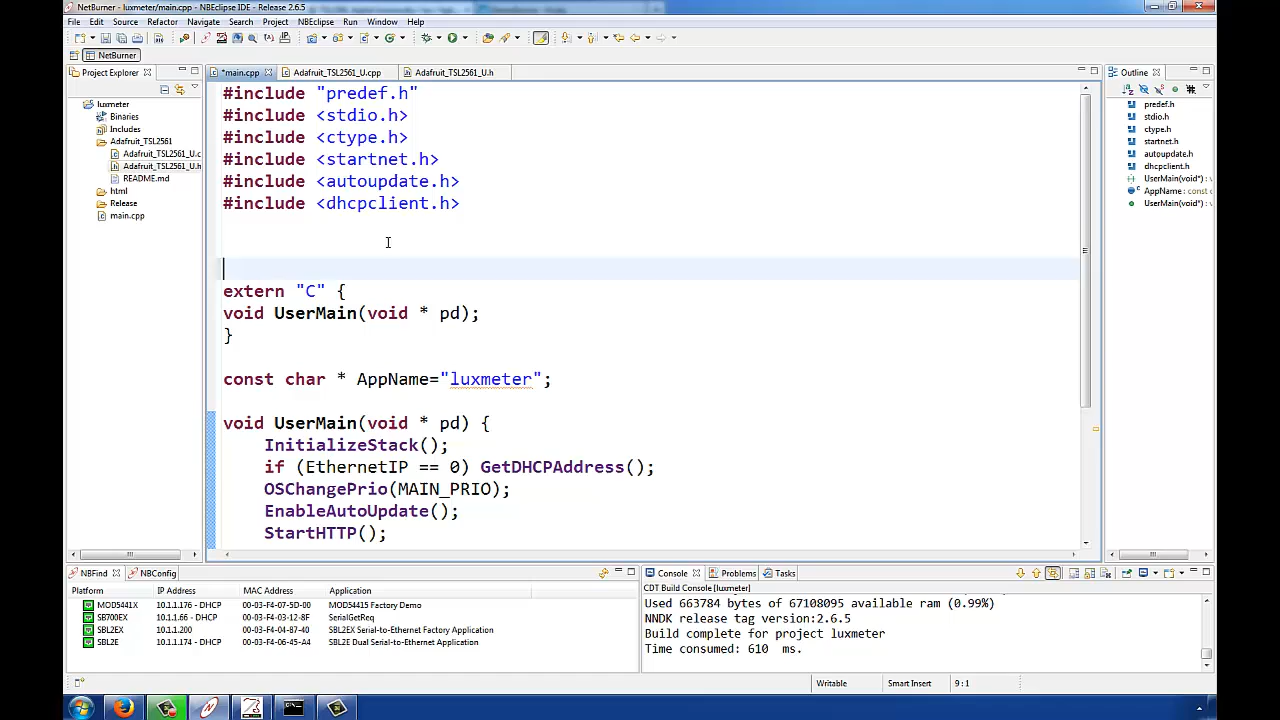 NetBurner - luxmeter/main.cpp - NBEclipse IDE - Release 2.6.5
File Edit Source Refactor Navigate Search Project NBEclipse Run Window Help
NetBurner
Project Explorer
luxmeter
Binaries
Includes
Adafruit_TSL2561
Adafruit_TSL2561_U.c
Adafruit_TSL2561_U.h
README.md
html
Release
main.cpp
*main.cpp Adafruit_TSL2561_U.cpp Adafruit_TSL2561_U.h
#include "predef.h"
#include <stdio.h>
#include <ctype.h>
#include <startnet.h>
#include <autoupdate.h>
#include <dhcpclient.h>
extern "C" {
void UserMain(void * pd);
}
const char * AppName="luxmeter";
void UserMain(void * pd) {
InitializeStack();
if (EthernetIP == 0) GetDHCPAddress();
OSChangePrio(MAIN_PRIO);
EnableAutoUpdate();
StartHTTP();
Outline
predef.h
stdio.h
ctype.h
startnet.h
autoupdate.h
dhcpclient.h
UserMain(void*) : v
AppName : const c
UserMain(void*) : v
NBFind NBConfig
Platform IP Address MAC Address Application
MOD5441X 10.1.1.176 - DHCP 00-03-F4-07-5D-00 MOD54415 Factory Demo
SB700EX 10.1.1.66 - DHCP 00-03-F4-03-12-8F SerialGetReq
SBL2EX 10.1.1.200 00-03-F4-04-87-40 SBL2EX Serial-to-Ethernet Factory Application
SBL2E 10.1.1.174 - DHCP 00-03-F4-06-45-A4 SBL2E Dual Serial-to-Ethernet Application
Console Problems Tasks
CDT Build Console [luxmeter]
Used 663784 bytes of 67108095 available ram (0.99%)
NNDK release tag version:2.6.5
Build complete for project luxmeter
Time consumed: 610 ms.
Writable Smart Insert 9 : 1